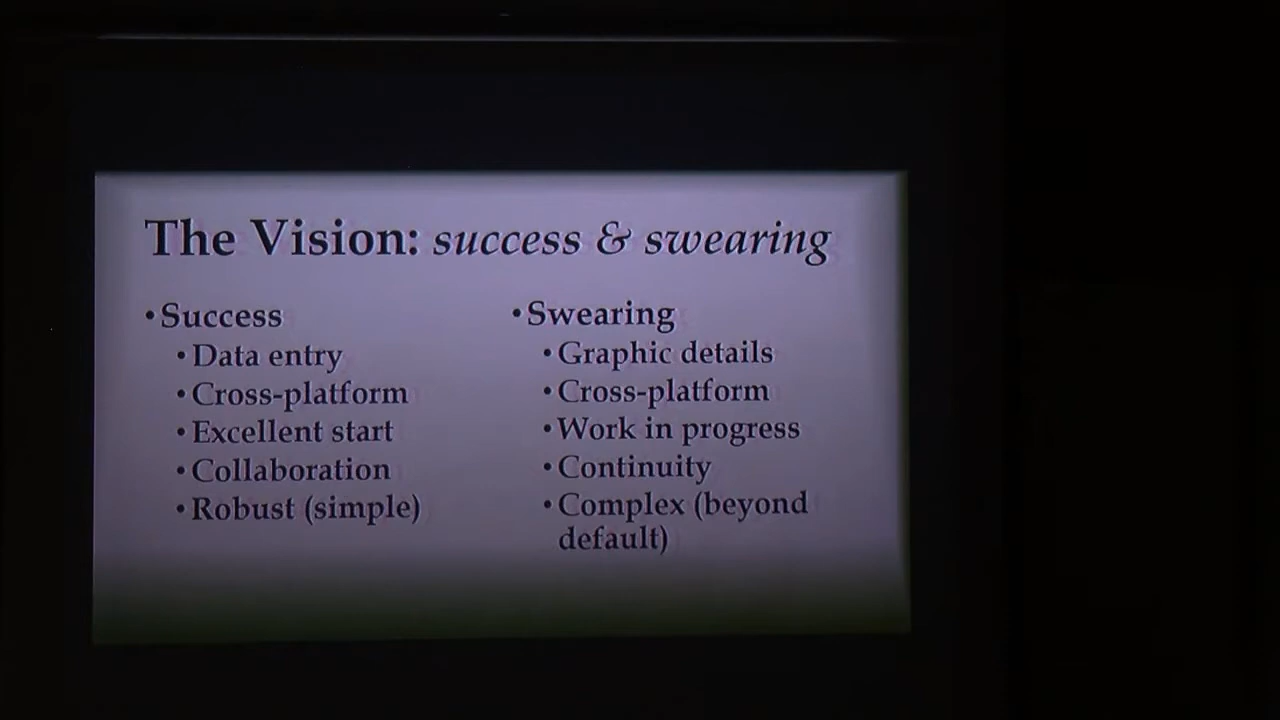 The Vision: success & swearing
•Success
•Data entry
•Cross-platform
•Excellent start
•Collaboration
•Robust (simple)
•Swearing
•Graphic details
•Cross-platform
•Work in progress
•Continuity
•Complex (beyond
default)